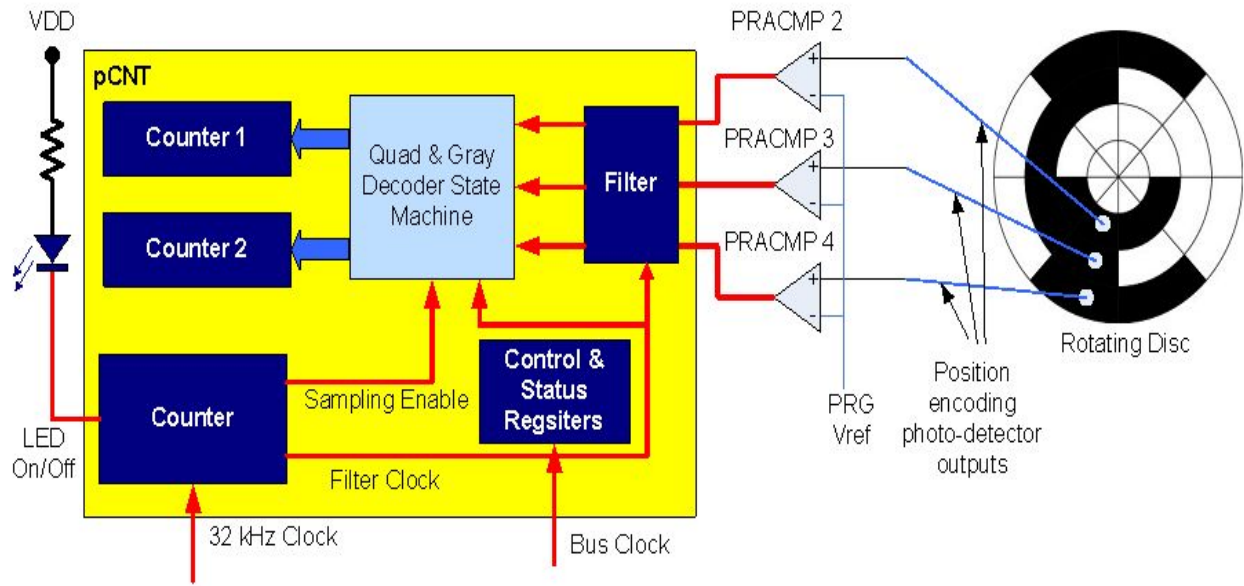 VDD
pCNT
Counter 1
Counter 2
Quad & Gray
Decoder State
Machine
Filter
PRACMP 2
+
-
PRACMP 3
+
-
PRACMP 4
+
-
Rotating Disc
Counter
Sampling Enable
Filter Clock
Control &
Status
Regsiters
LED
On/Off
32 kHz Clock
Bus Clock
PRG
Vref
Position
encoding
photo-detector
outputs